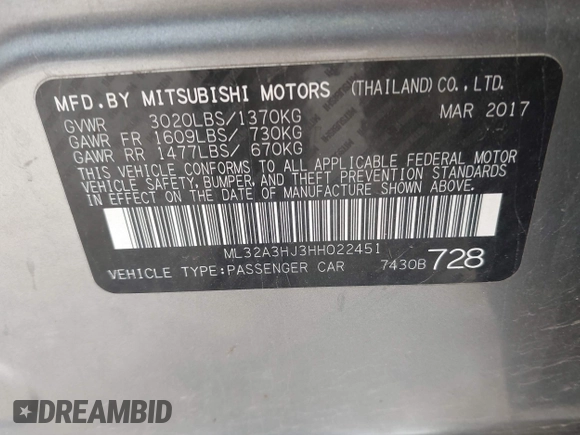 MFD.BY MITSUBISHI MOTORS (THAILAND)CO.,LTD.
GVWR 3020LBS/1370KG MAR 2017
GAWR FR 1609LBS/ 730KG
GAWR RR 1477LBS/ 670KG
THIS VEHICLE CONFORMS TO ALL APPLICABLE FEDERAL MOTOR
VEHICLE SAFETY, BUMPER, AND THEFT PREVENTION STANDARDS
IN EFFECT ON THE DATE OF MANUFACTURE SHOWN ABOVE.
ML32A3HJ3HH022451
VEHICLE TYPE:PASSENGER CAR 7430B 728
DREAMBID